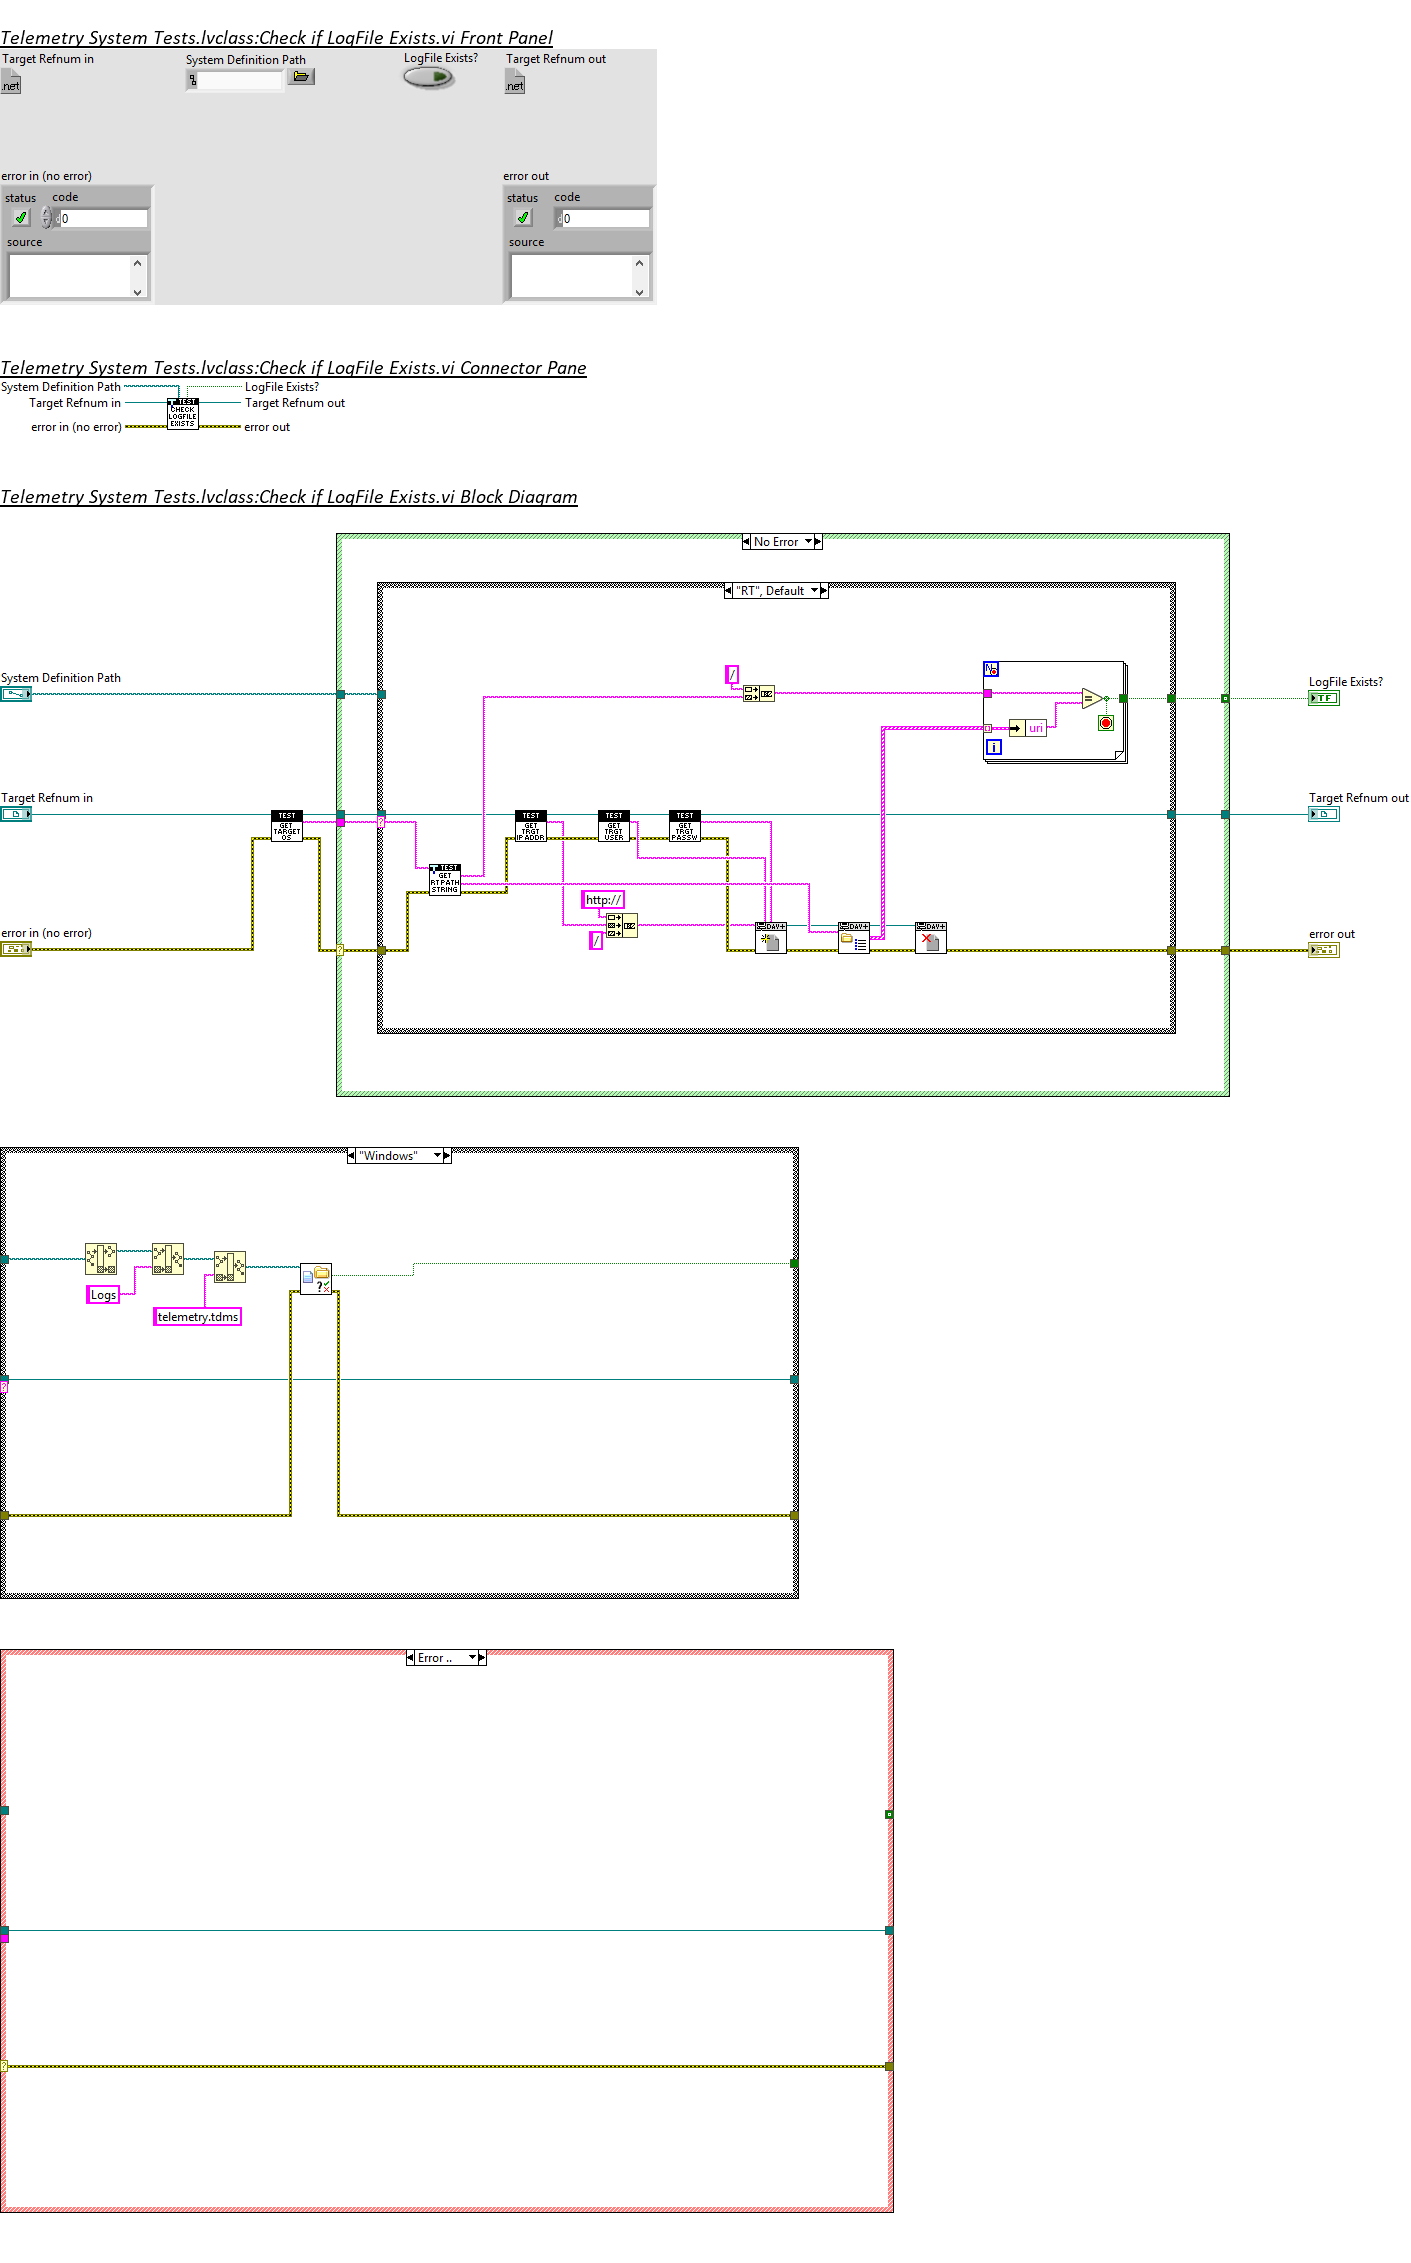 Telemetry System Tests.lvclass:Check if LogFile Exists.vi Front Panel
Target Refnum in
System Definition Path
LogFile Exists?
Target Refnum out
.net
.net
error in (no error)
error out
status code
status code
0
0
source
source
Telemetry System Tests.lvclass:Check if LogFile Exists.vi Connector Pane
System Definition Path
LogFile Exists?
Target Refnum in
Target Refnum out
error in (no error)
error out
TEST
CHECK
LOGFILE
EXISTS
Telemetry System Tests.lvclass:Check if LogFile Exists.vi Block Diagram
No Error
"RT", Default
System Definition Path
/
uri
i
LogFile Exists?
TF
Target Refnum in
TEST
GET
TARGET
OS
TEST
GET
TRGT
IP ADDR
TEST
GET
TRGT
USER
TEST
GET
TRGT
PASSW
Target Refnum out
TEST
GET
RT PATH
STRING
http://
/
DAV+
DAV+
DAV+
error in (no error)
error out
"Windows"
Logs
telemetry.tdms
Error ..